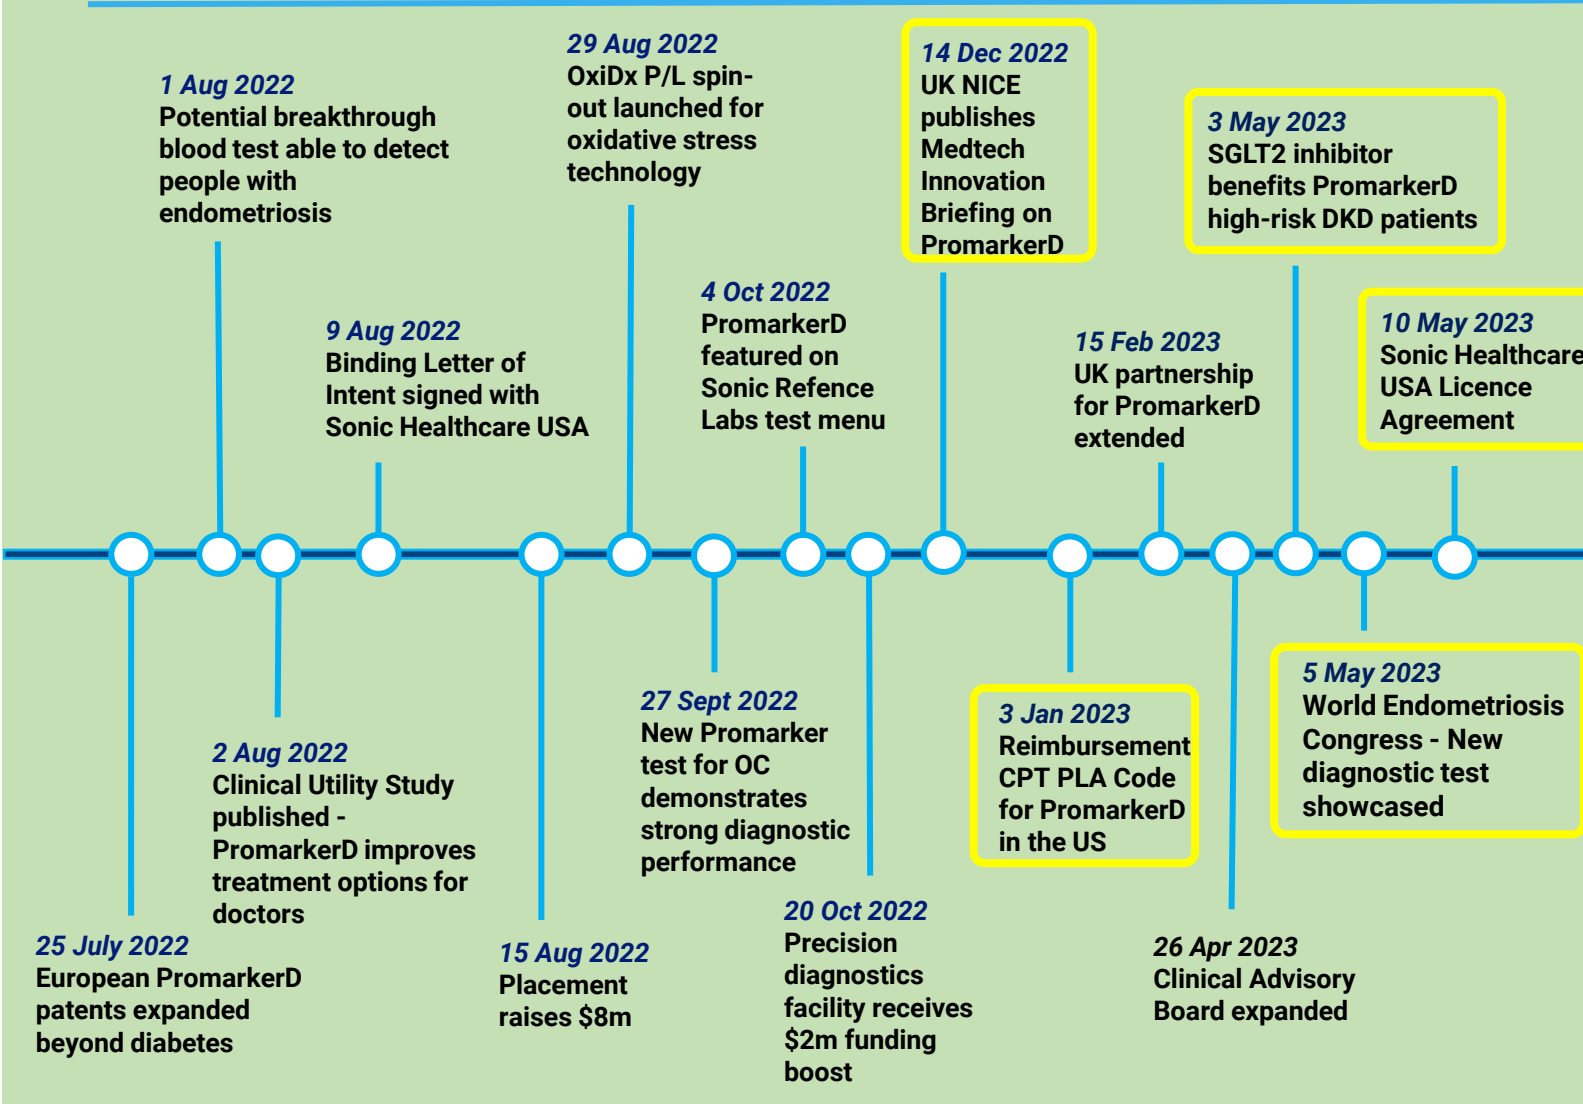 1 Aug 2022
Potential breakthrough
blood test able to detect
people with
endometriosis
29 Aug 2022
OxiDx P/L spin-
out launched for
oxidative stress
technology
14 Dec 2022
UK NICE
publishes
Medtech
Innovation
Briefing on
PromarkerD
3 May 2023
SGLT2 inhibitor
benefits PromarkerD
high-risk DKD patients
9 Aug 2022
Binding Letter of
Intent signed with
Sonic Healthcare USA
4 Oct 2022
PromarkerD
featured on
Sonic Refence
Labs test menu
15 Feb 2023
UK partnership
for PromarkerD
extended
10 May 2023
Sonic Healthcare
USA Licence
Agreement
25 July 2022
European PromarkerD
patents expanded
beyond diabetes
2 Aug 2022
Clinical Utility Study
published -
PromarkerD improves
treatment options for
doctors
15 Aug 2022
Placement
raises $8m
27 Sept 2022
New Promarker
test for OC
demonstrates
strong diagnostic
performance
20 Oct 2022
Precision
diagnostics
facility receives
$2m funding
boost
3 Jan 2023
Reimbursement
CPT PLA Code
for PromarkerD
in the US
26 Apr 2023
Clinical Advisory
Board expanded
5 May 2023
World Endometriosis
Congress - New
diagnostic test
showcased